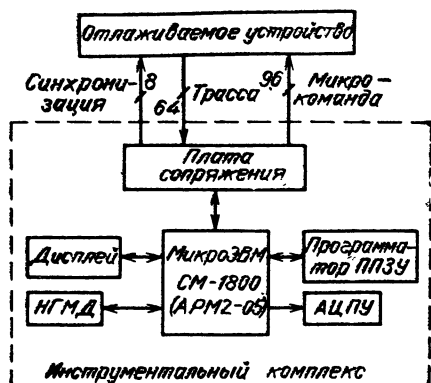 Отлаживаемое устройство
Синхрони-
зация
8
64
Трасса
96
Микро-
команда
Плата
сопряжения
Дисплей
НГМД
МикроЭВМ
СМ-1800
(АРМ2-05)
Программа-
тор ППЗУ
АЦПУ
Инструментальный комплекс